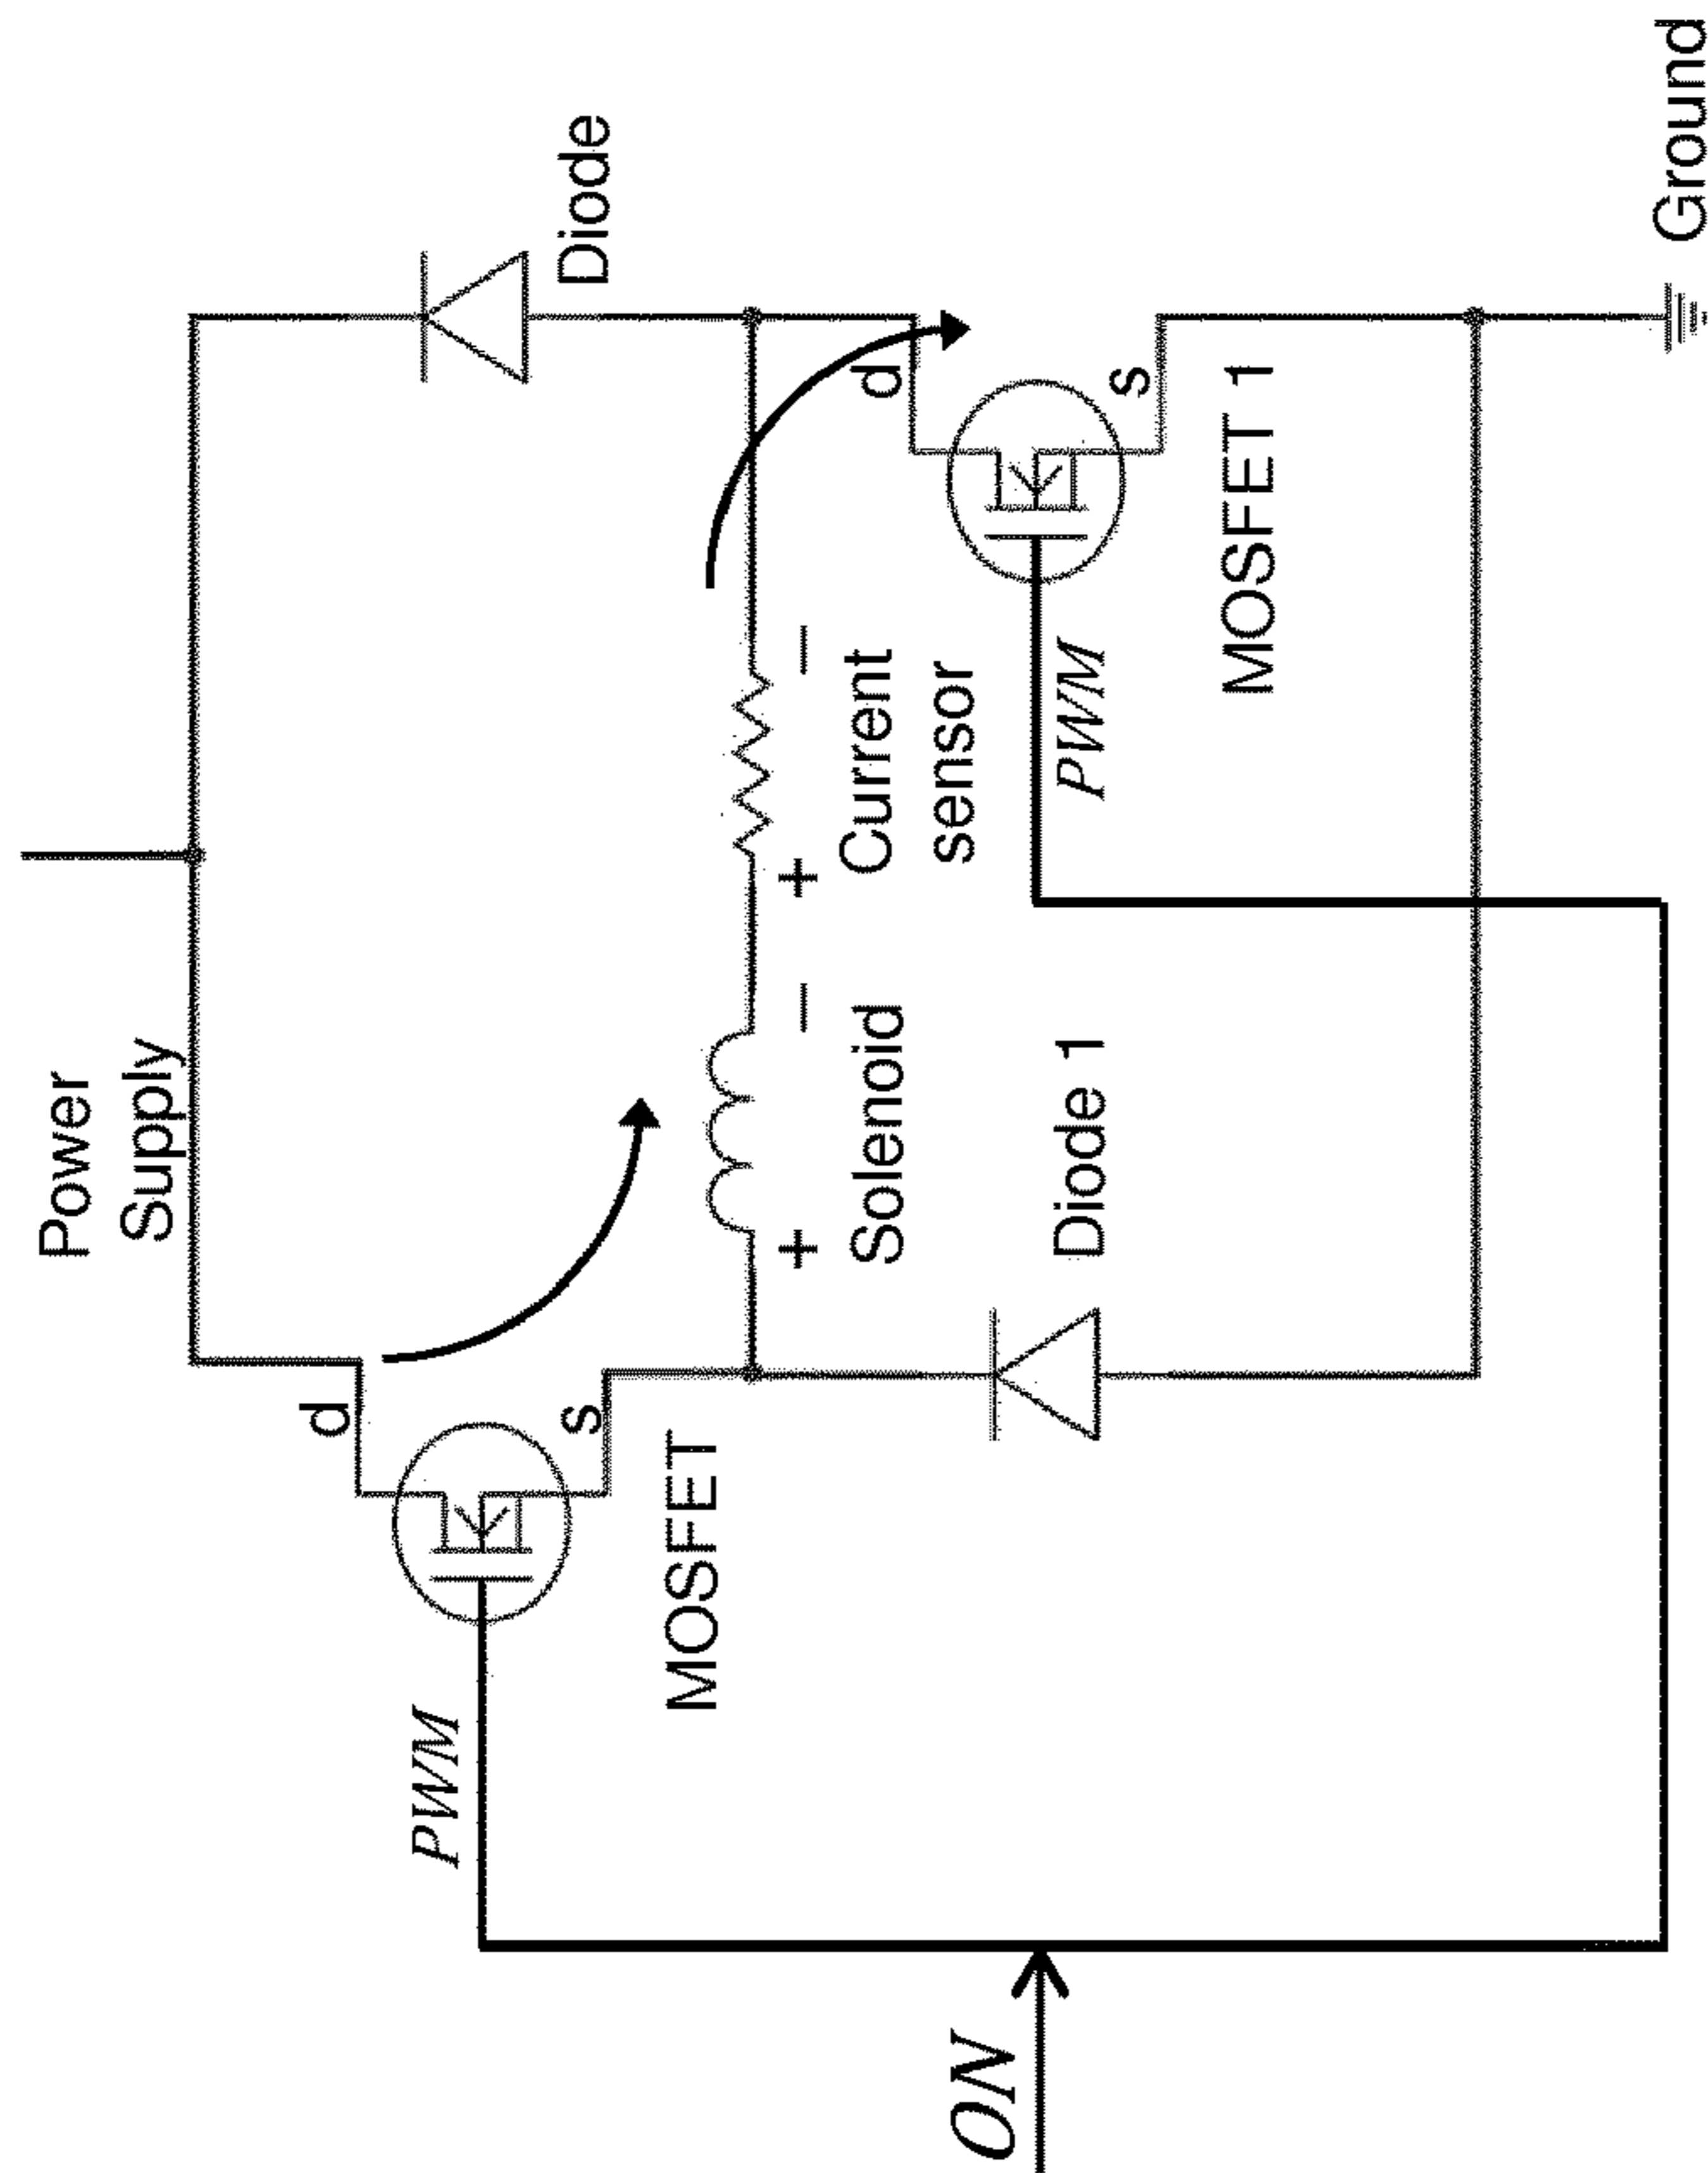 Power
Supply
Diode
d
s
MOSFET
PWM
+
Solenoid
−
+
Current
sensor
−
d
s
MOSFET 1
PWM
Diode 1
ON
Ground